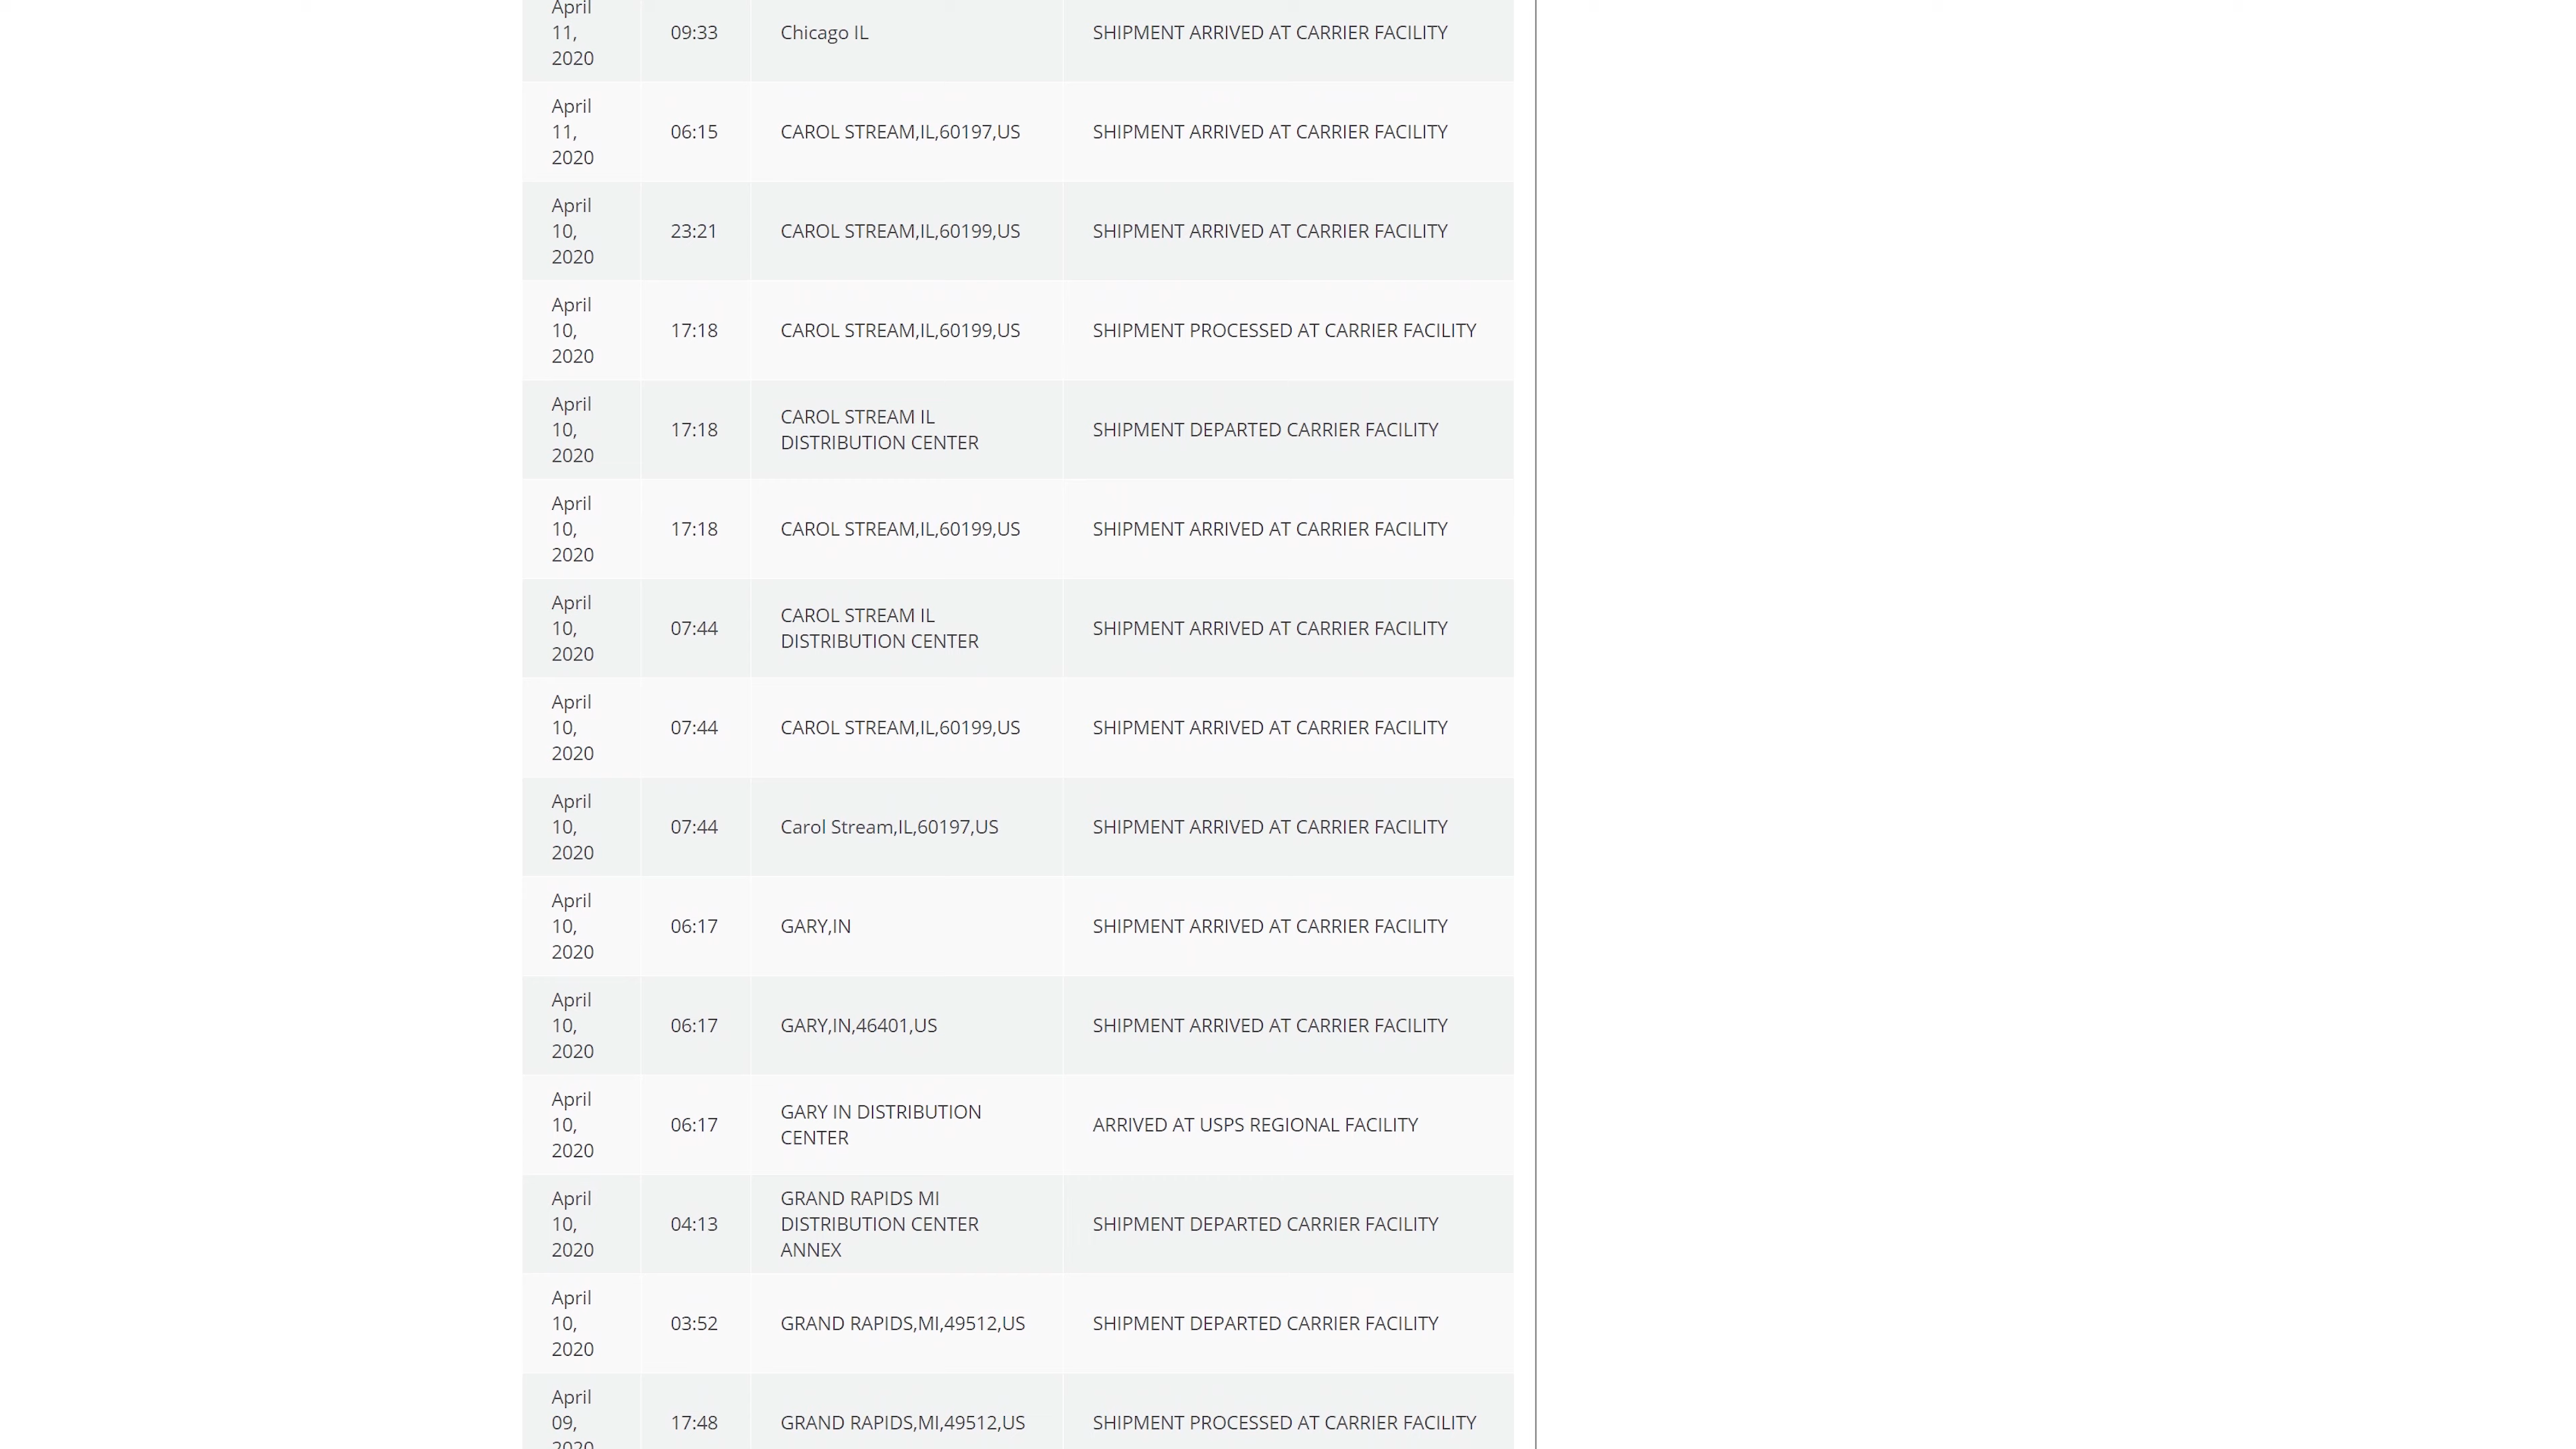 April
11,
2020
09:33
Chicago IL
SHIPMENT ARRIVED AT CARRIER FACILITY
April
11,
2020
06:15
CAROL STREAM,IL,60197,US
SHIPMENT ARRIVED AT CARRIER FACILITY
April
10,
2020
23:21
CAROL STREAM,IL,60199,US
SHIPMENT ARRIVED AT CARRIER FACILITY
April
10,
2020
17:18
CAROL STREAM,IL,60199,US
SHIPMENT PROCESSED AT CARRIER FACILITY
April
10,
2020
17:18
CAROL STREAM IL
DISTRIBUTION CENTER
SHIPMENT DEPARTED CARRIER FACILITY
April
10,
2020
17:18
CAROL STREAM,IL,60199,US
SHIPMENT ARRIVED AT CARRIER FACILITY
April
10,
2020
07:44
CAROL STREAM IL
DISTRIBUTION CENTER
SHIPMENT ARRIVED AT CARRIER FACILITY
April
10,
2020
07:44
CAROL STREAM,IL,60199,US
SHIPMENT ARRIVED AT CARRIER FACILITY
April
10,
2020
07:44
Carol Stream,IL,60197,US
SHIPMENT ARRIVED AT CARRIER FACILITY
April
10,
2020
06:17
GARY,IN
SHIPMENT ARRIVED AT CARRIER FACILITY
April
10,
2020
06:17
GARY,IN,46401,US
SHIPMENT ARRIVED AT CARRIER FACILITY
April
10,
2020
06:17
GARY IN DISTRIBUTION
CENTER
ARRIVED AT USPS REGIONAL FACILITY
April
10,
2020
04:13
GRAND RAPIDS MI
DISTRIBUTION CENTER
ANNEX
SHIPMENT DEPARTED CARRIER FACILITY
April
10,
2020
03:52
GRAND RAPIDS,MI,49512,US
SHIPMENT DEPARTED CARRIER FACILITY
April
09,
2020
17:48
GRAND RAPIDS,MI,49512,US
SHIPMENT PROCESSED AT CARRIER FACILITY